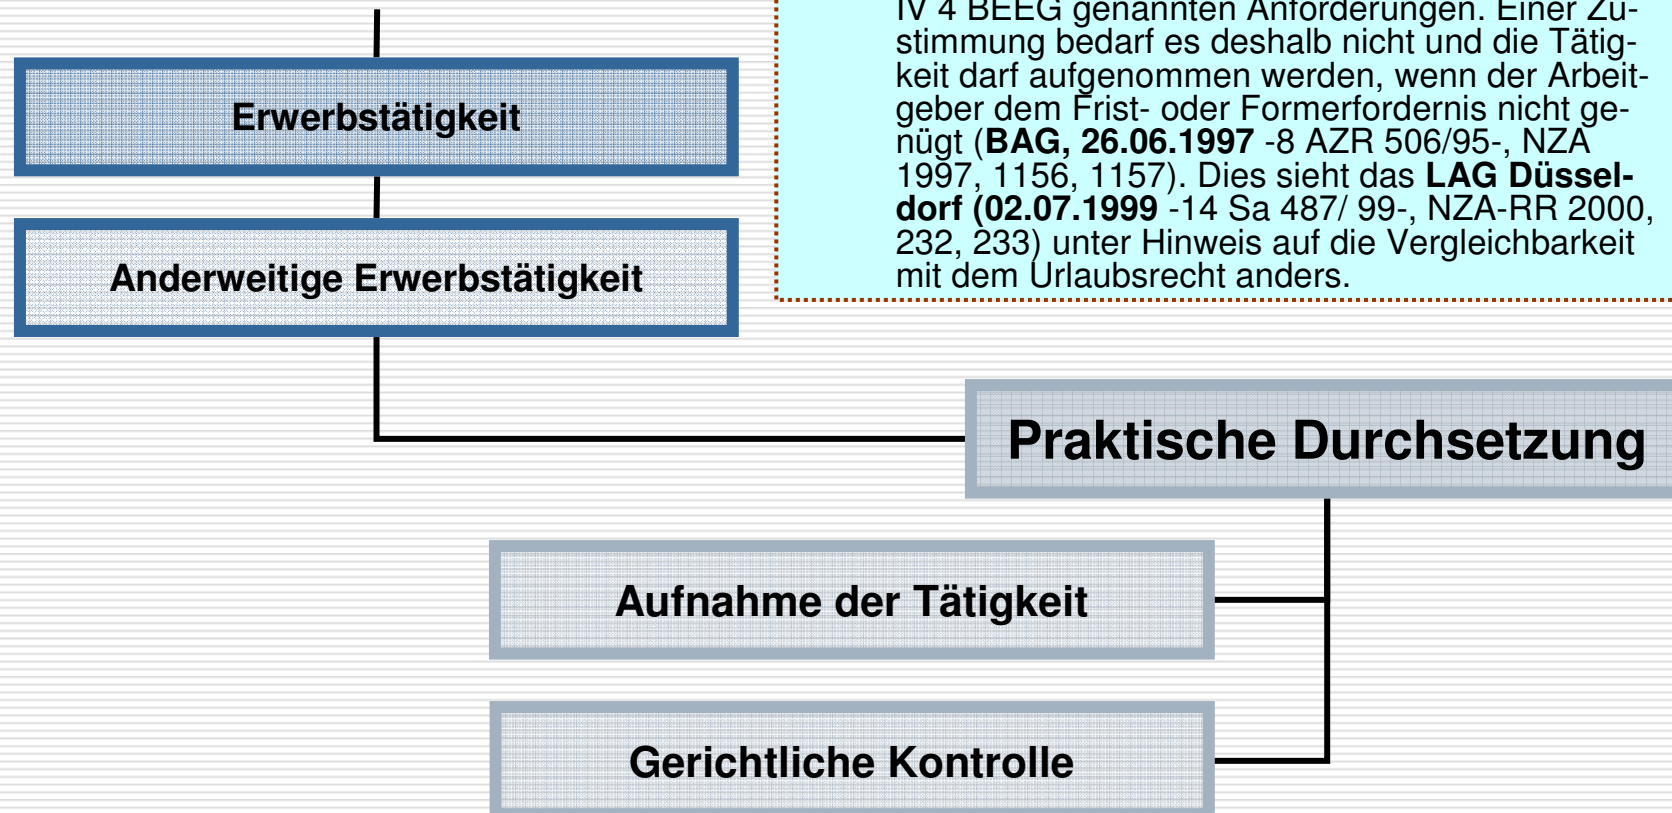 IV 4 BEEG genannten Anforderungen. Einer Zu-
stimmung bedarf es deshalb nicht und die Tätig-
keit darf aufgenommen werden, wenn der Arbeit-
geber dem Frist- oder Formerfordernis nicht ge-
nügt (BAG, 26.06.1997 -8 AZR 506/95-, NZA
1997, 1156, 1157). Dies sieht das LAG Düssel-
dorf (02.07.1999 -14 Sa 487/ 99-, NZA-RR 2000,
232, 233) unter Hinweis auf die Vergleichbarkeit
mit dem Urlaubsrecht anders.
Erwerbstätigkeit
Anderweitige Erwerbstätigkeit
Praktische Durchsetzung
Aufnahme der Tätigkeit
Gerichtliche Kontrolle